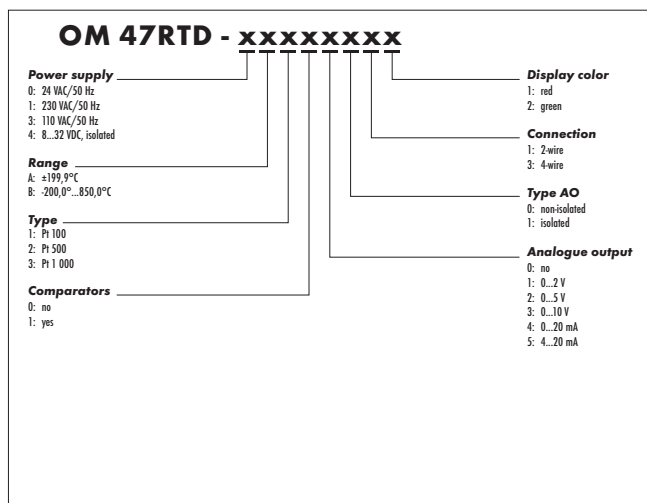 OM 47RTD - xxxxxxxx
Power supply
0: 24 VAC/50 Hz
1: 230 VAC/50 Hz
3: 110 VAC/50 Hz
4: 8...32 VDC, isolated
Range
A: ±199,9°C
B: -200,0°...850,0°C
Type
1: Pt 100
2: Pt 500
3: Pt 1 000
Comparators
0: no
1: yes
Display color
1: red
2: green
Connection
1: 2-wire
3: 4-wire
Type AO
0: non-isolated
1: isolated
Analogue output
0: no
1: 0...2 V
2: 0...5 V
3: 0...10 V
4: 0...20 mA
5: 4...20 mA